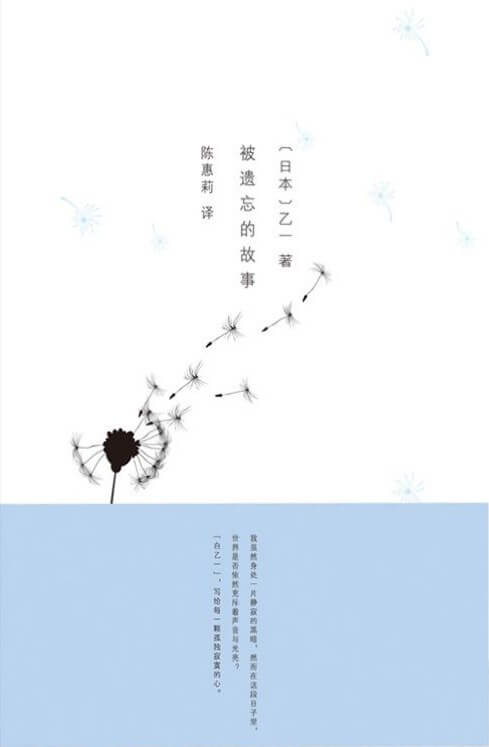 〔日本〕乙一 著
被遗忘的故事
陈惠莉 译
我虽然身处一片静寂的黑暗，然而在这段日子里，
世界是否依然充斥着声音与光亮？
「白乙一」，写给每一颗孤独寂寞的心。